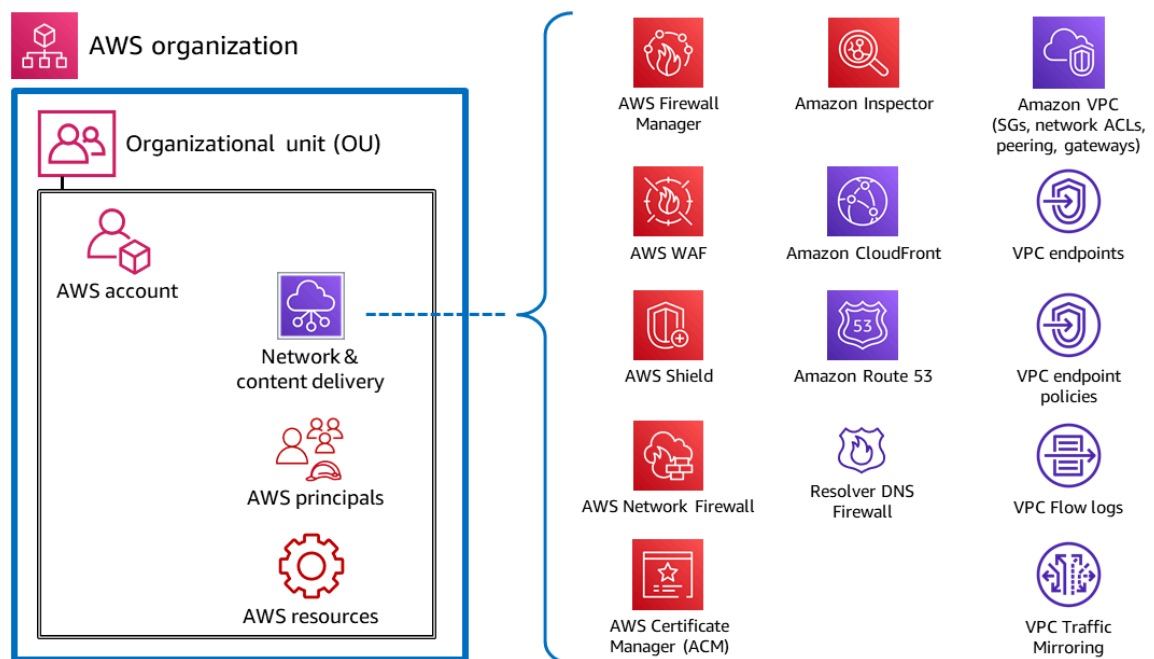 AWS organization
Organizational unit (OU)
AWS account
Network &
content delivery
AWS principals
AWS resources
AWS Firewall
Manager
Amazon Inspector
Amazon VPC
(SGs, network ACLs,
peering, gateways)
AWS WAF
Amazon CloudFront
VPC endpoints
AWS Shield
53
Amazon Route 53
VPC endpoint
policies
AWS Network Firewall
Resolver DNS
Firewall
VPC Flow logs
AWS Certificate
Manager (ACM)
VPC Traffic
Mirroring